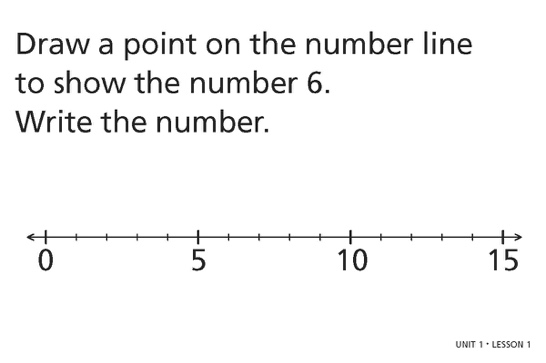 Draw a point on the number line
to show the number 6.
Write the number.
0 5 10 15
UNIT 1 • LESSON 1